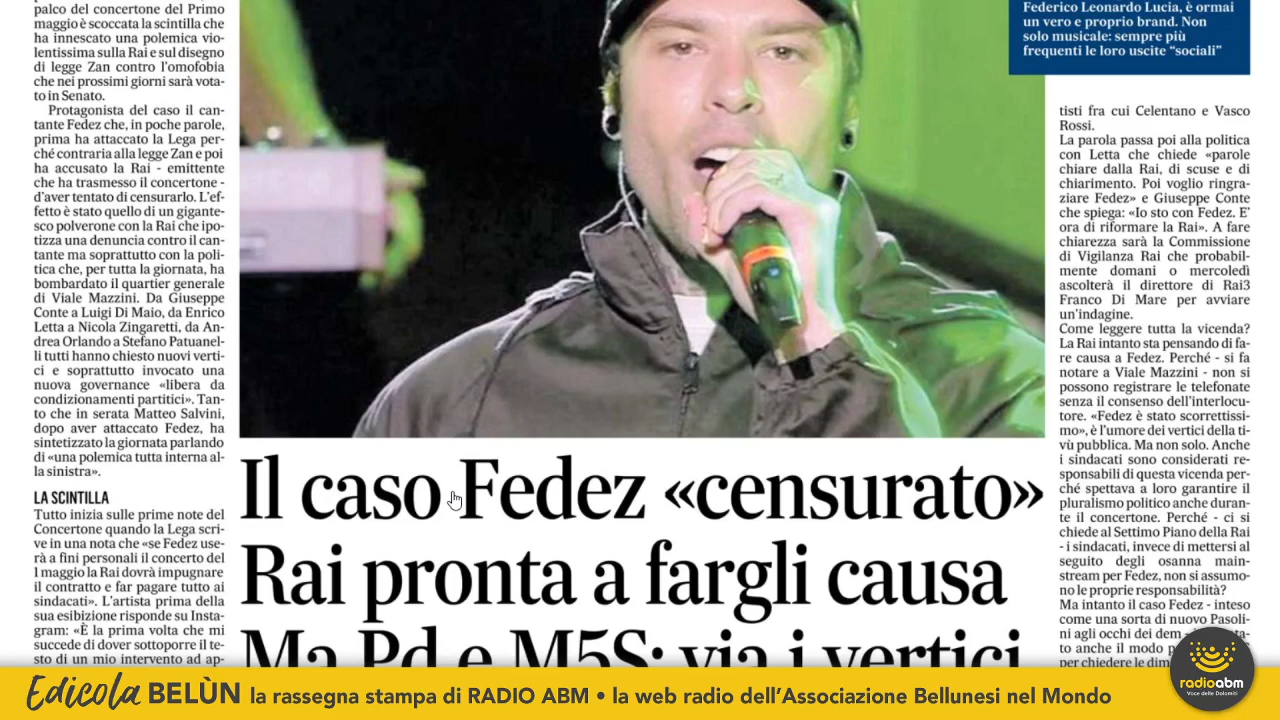 palco del concertone del Primo
maggio è scoccata la scintilla che
ha innescato una polemica vio-
lentissima sulla Rai e sul disegno
di legge Zan contro l'omofobia
che nei prossimi giorni sarà vota-
to in Senato.
Protagonista del caso il can-
tante Fedez che, in poche parole,
prima ha attaccato la Lega per-
ché contraria alla legge Zan e poi
ha accusato la Rai - emittente
che ha trasmesso il concertone -
d'aver tentato di censurarlo. L'ef-
fetto è stato quello di un gigante-
sco polverone con la Rai che ipo-
tizza una denuncia contro il can-
tante ma soprattutto con la poli-
tica che, per tutta la giornata, ha
bombardato il quartier generale
di Viale Mazzini. Da Giuseppe
Conte a Luigi Di Maio, da Enrico
Letta a Nicola Zingaretti, da An-
drea Orlando a Stefano Patuanel-
li tutti hanno chiesto nuovi verti-
ci e soprattutto invocato una
nuova governance «libera da
condizionamenti partitici». Tan-
to che in serata Matteo Salvini,
dopo aver attaccato Fedez, ha
sintetizzato la giornata parlando
di «una polemica tutta interna al-
la sinistra».
LA SCINTILLA
Tutto inizia sulle prime note del
Concertone quando la Lega scri-
ve in una nota che «se Fedez use-
rà a fini personali il concerto del
1 maggio la Rai dovrà impugnare
il contratto e far pagare tutto ai
sindacati». L'artista prima della
sua esibizione risponde su Insta-
gram: «È la prima volta che mi
succede di dover sottoporre il te-
sto di un mio intervento ad ap-
Il caso Fedez «censurato»
Rai pronta a fargli causa
Ma Pd e M5S: via i vertici
Federico Leonardo Lucia, è ormai
un vero e proprio brand. Non
solo musicale: sempre più
frequenti le loro uscite “sociali”
tisti fra cui Celentano e Vasco
Rossi.
La parola passa poi alla politica
con Letta che chiede «parole
chiare dalla Rai, di scuse e di
chiarimento. Poi voglio ringra-
ziare Fedez» e Giuseppe Conte
che spiega: «Io sto con Fedez. E'
ora di riformare la Rai». A fare
chiarezza sarà la Commissione
di Vigilanza Rai che probabil-
mente domani o mercoledì
ascolterà il direttore di Rai3
Franco Di Mare per avviare
un'indagine.
Come leggere tutta la vicenda?
La Rai intanto sta pensando di fa-
re causa a Fedez. Perché - si fa
notare a Viale Mazzini - non si
possono registrare le telefonate
senza il consenso dell'interlocu-
tore. «Fedez è stato scorrettissi-
mo», è l'umore dei vertici della ti-
vù pubblica. Ma non solo. Anche
i sindacati sono considerati re-
sponsabili di questa vicenda per-
ché spettava a loro garantire il
pluralismo politico anche duran-
te il concertone. Perché - ci si
chiede al Settimo Piano della Rai
- i sindacati, invece di mettersi al
seguito degli osanna main-
stream per Fedez, non si assumo-
no le proprie responsabilità?
Ma intanto il caso Fedez - inteso
come una sorta di nuovo Pasoli-
ni agli occhi dei dem
to anche il modo
per chiedere le
Edicola BELÙN la rassegna stampa di RADIO ABM • la web radio dell'Associazione Bellunesi nel Mondo
radioabm
Voce delle Dolomiti